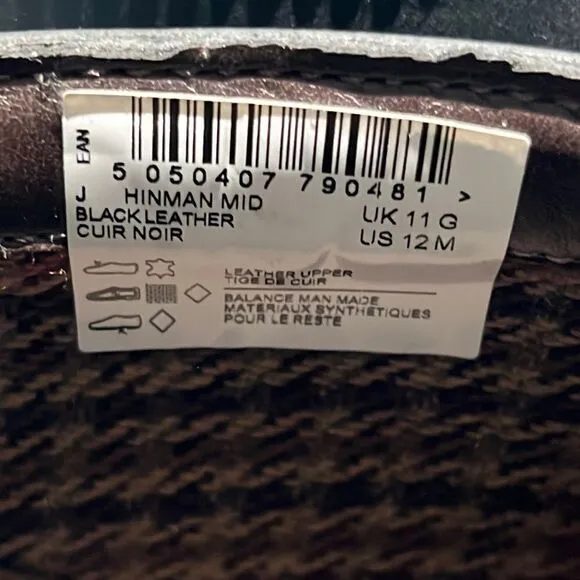 EAN
5 050407 790481 >
J HINMAN MID
BLACK LEATHER
CUIR NOIR
UK 11 G
US 12 M
LEATHER UPPER
TIGE DE CUIR
BALANCE MAN MADE
MATERIAUX SYNTHETIQUES
POUR LE RESTE